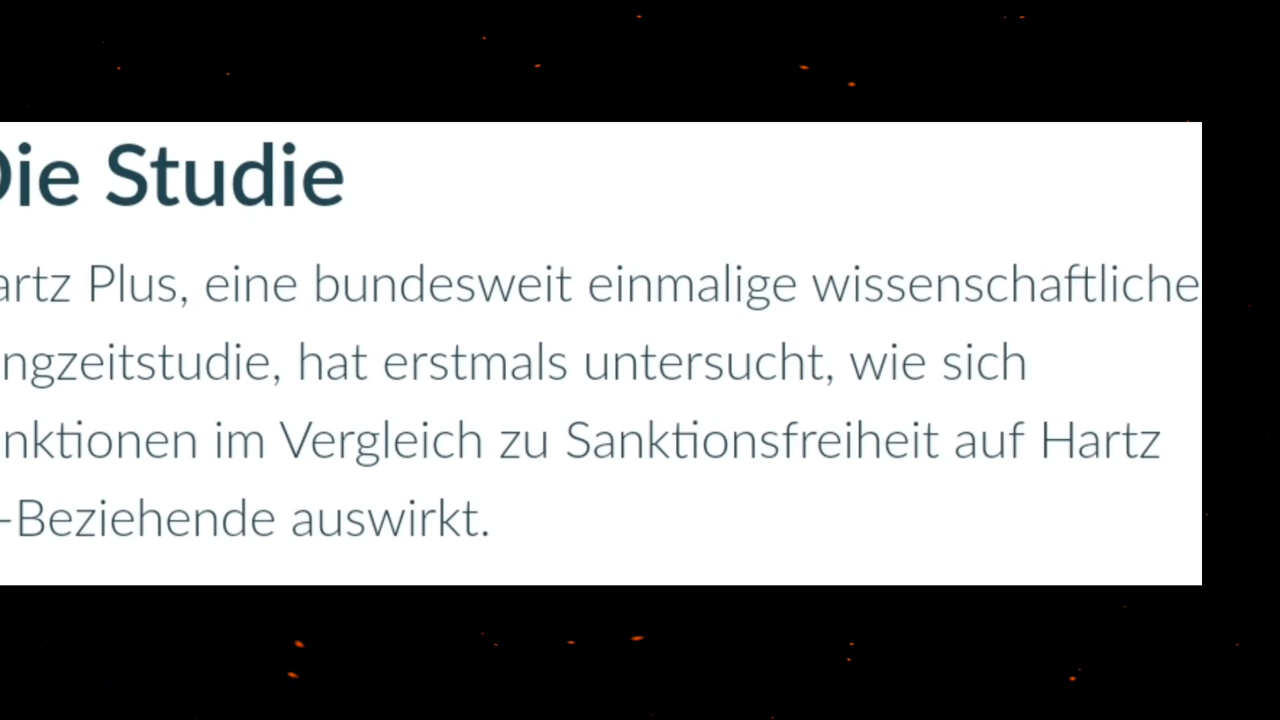 Die Studie
artz Plus, eine bundesweit einmalige wissenschaftliche
ngzeitstudie, hat erstmals untersucht, wie sich
nktionen im Vergleich zu Sanktionsfreiheit auf Hartz
-Beziehende auswirkt.